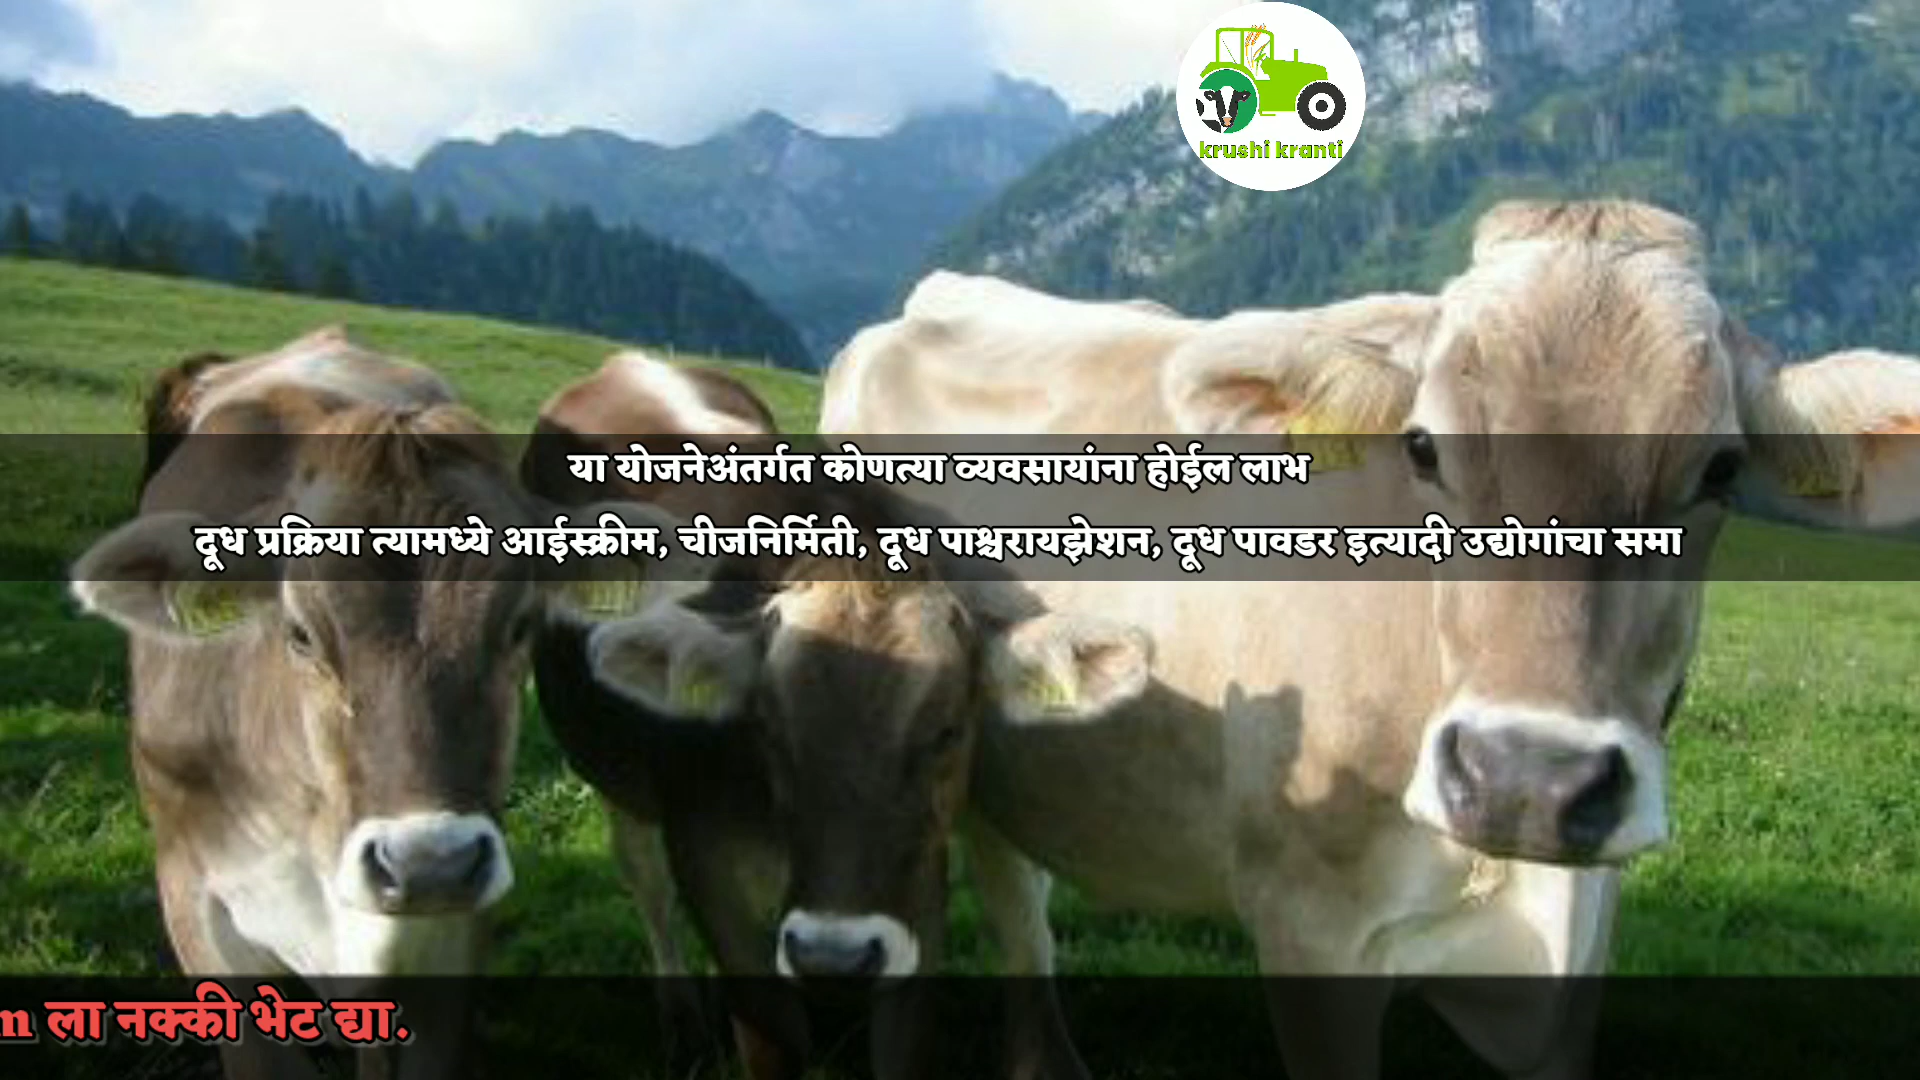 krushi kranti
या योजनेअंतर्गत कोणत्या व्यवसायांना होईल लाभ
दूध प्रक्रिया त्यामध्ये आईस्क्रीम, चीजनिर्मिती, दूध पाश्चरायझेशन, दूध पावडर इत्यादी उद्योगांचा समा
m ला नक्की भेट द्या.